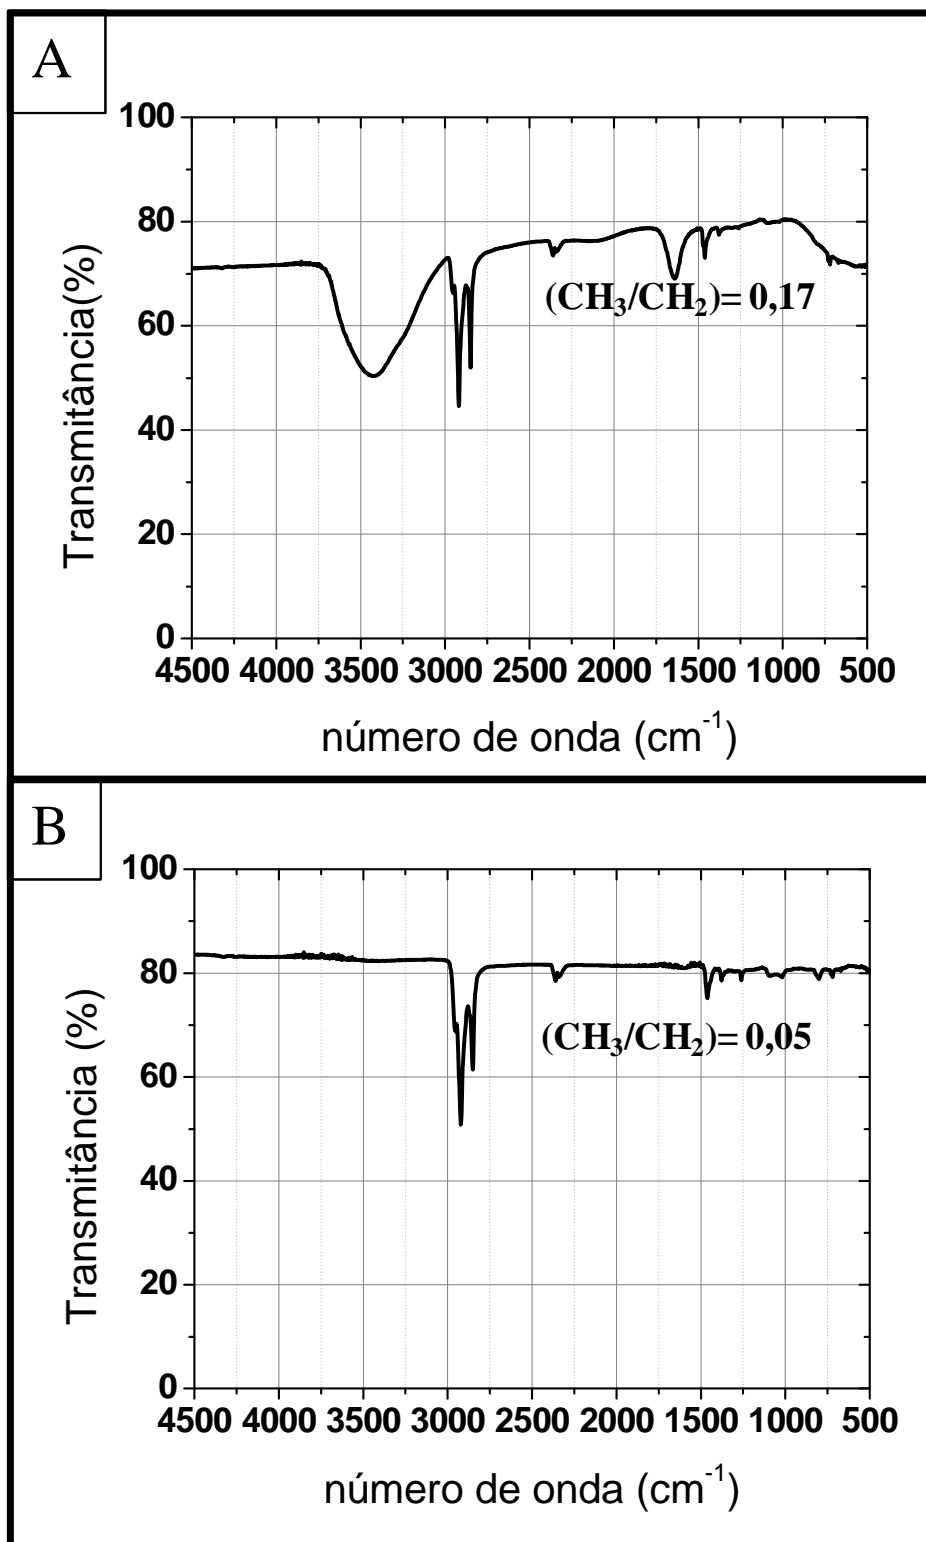 A
100
80
60
40
20
0
Transmitância(%)
(CH₃/CH₂)= 0,17
4500 4000 3500 3000 2500 2000 1500 1000 500
número de onda (cm⁻¹)
B
100
80
60
40
20
0
Transmitância (%)
(CH₃/CH₂)= 0,05
4500 4000 3500 3000 2500 2000 1500 1000 500
número de onda (cm⁻¹)